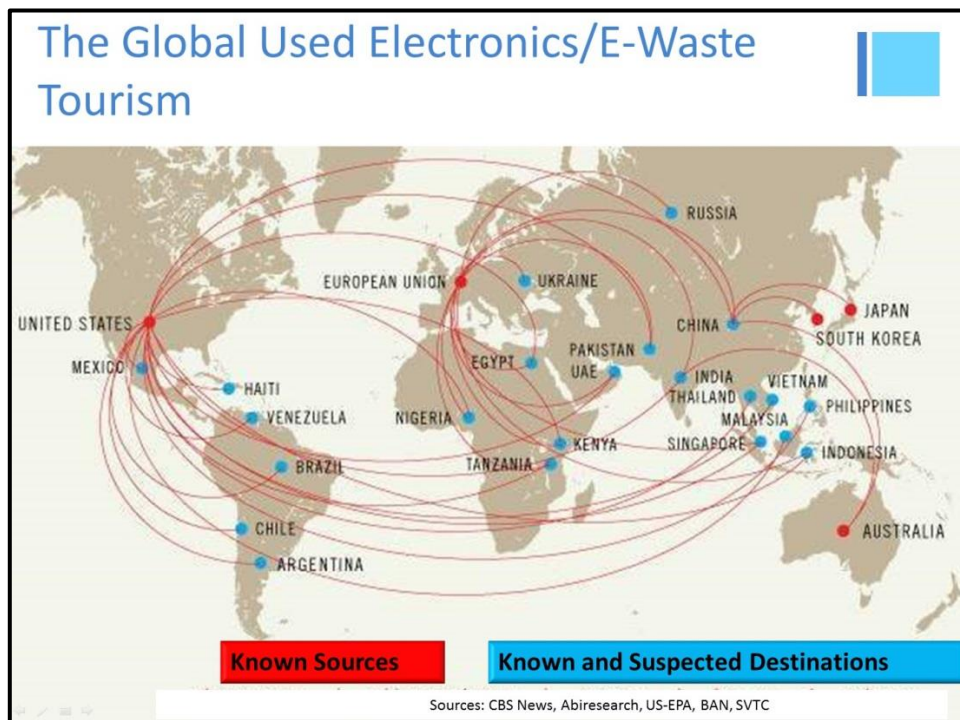 The Global Used Electronics/E-Waste
Tourism
RUSSIA
EUROPEAN UNION
UKRAINE
UNITED STATES
CHINA
JAPAN
SOUTH KOREA
MEXICO
EGYPT
PAKISTAN
UAE
INDIA
VIETNAM
THAILAND
HAITI
PHILIPPINES
VENEZUELA
NIGERIA
MALAYSIA
KENYA
SINGAPORE
INDONESIA
BRAZIL
TANZANIA
CHILE
AUSTRALIA
ARGENTINA
Known Sources
Known and Suspected Destinations
Sources: CBS News, Abiresearch, US-EPA, BAN, SVTC